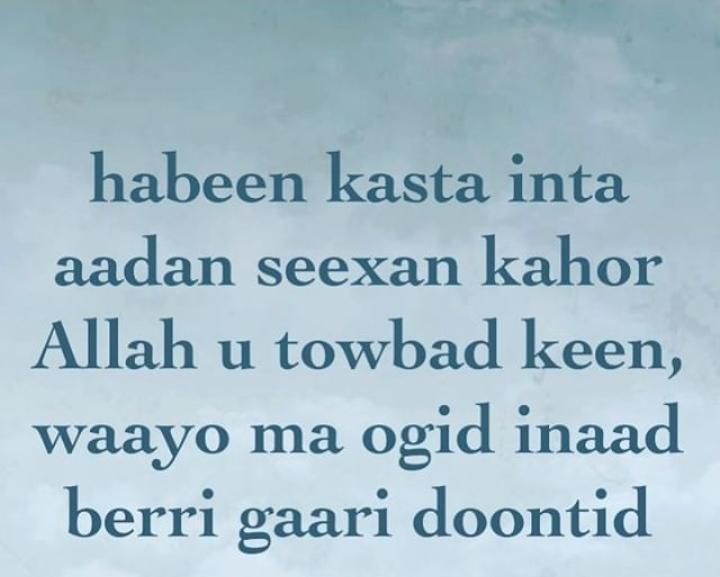 habeen kasta inta
aadan seexan kahor
Allah u towbad keen,
waayo ma ogid inaad
berri gaari doontid